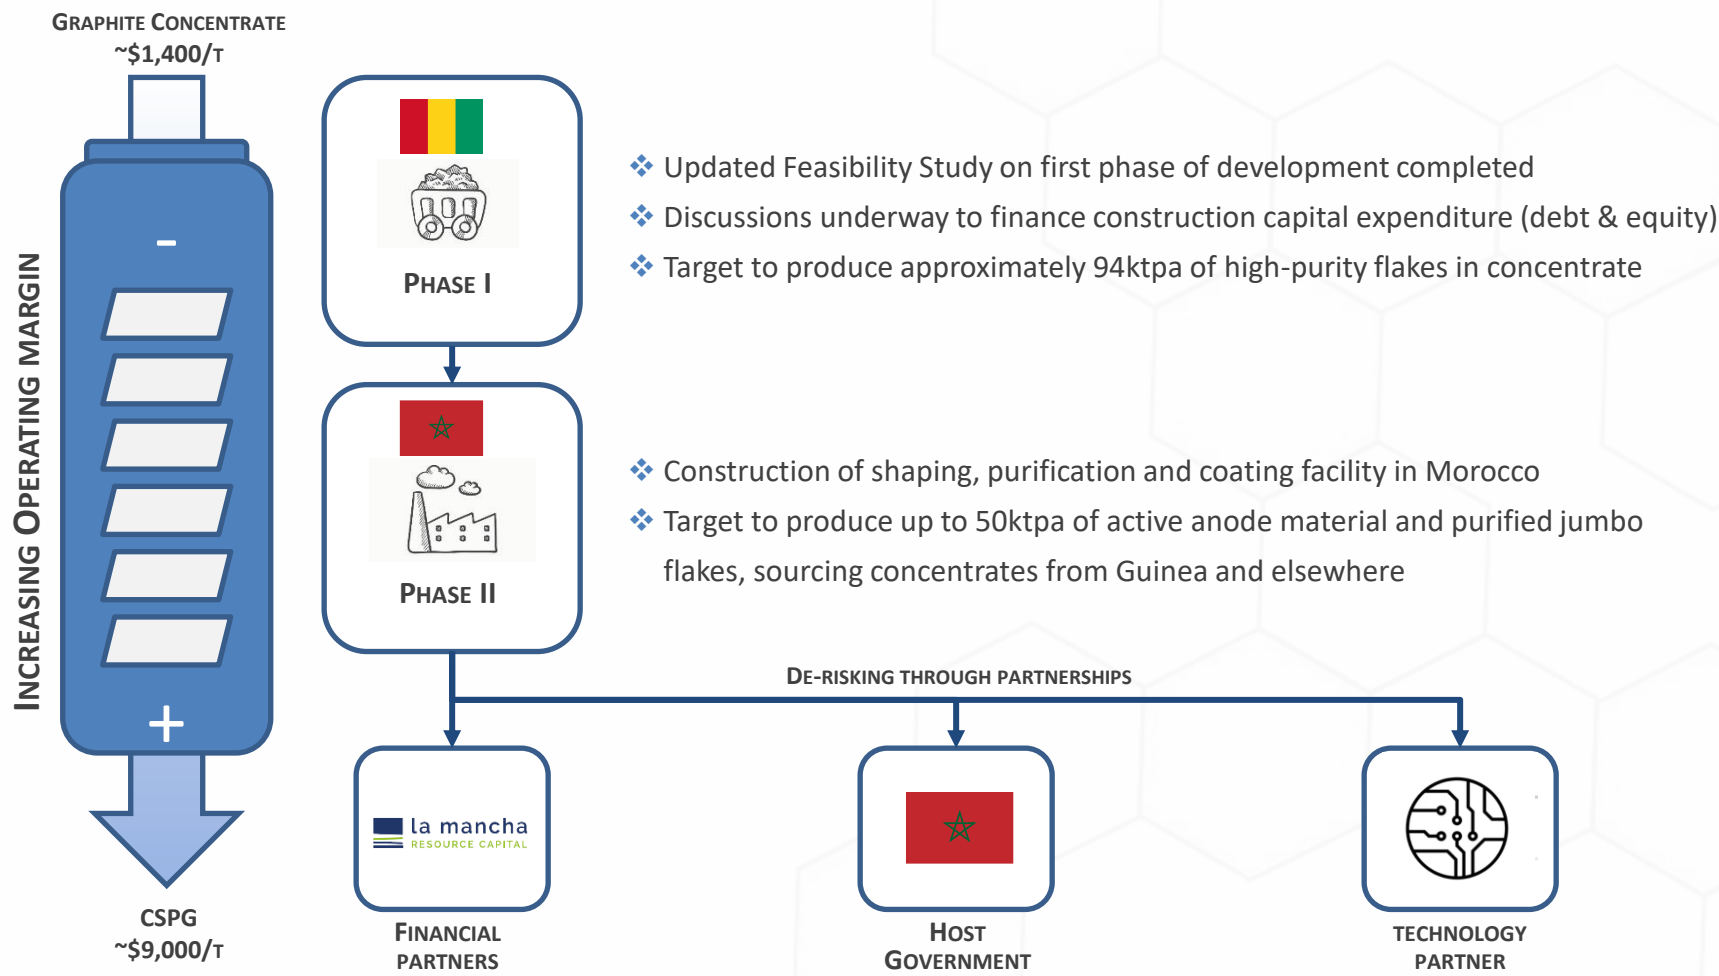 GRAPHITE CONCENTRATE
~$1,400/T
INCREASING OPERATING MARGIN
-
+
CSPG
~$9,000/T
PHASE I
❖ Updated Feasibility Study on first phase of development completed
❖ Discussions underway to finance construction capital expenditure (debt & equity)
❖ Target to produce approximately 94ktpa of high-purity flakes in concentrate
PHASE II
❖ Construction of shaping, purification and coating facility in Morocco
❖ Target to produce up to 50ktpa of active anode material and purified jumbo
flakes, sourcing concentrates from Guinea and elsewhere
DE-RISKING THROUGH PARTNERSHIPS
la mancha
RESOURCE CAPITAL
FINANCIAL
PARTNERS
HOST
GOVERNMENT
TECHNOLOGY
PARTNER